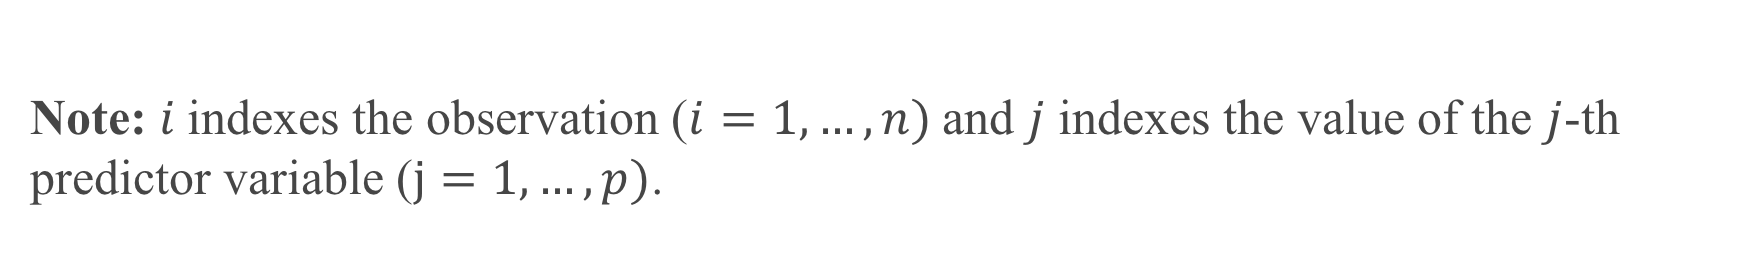 Note: i indexes the observation (i = 1, … , n) and j indexes the value of the j-th
predictor variable (j = 1, … , p).